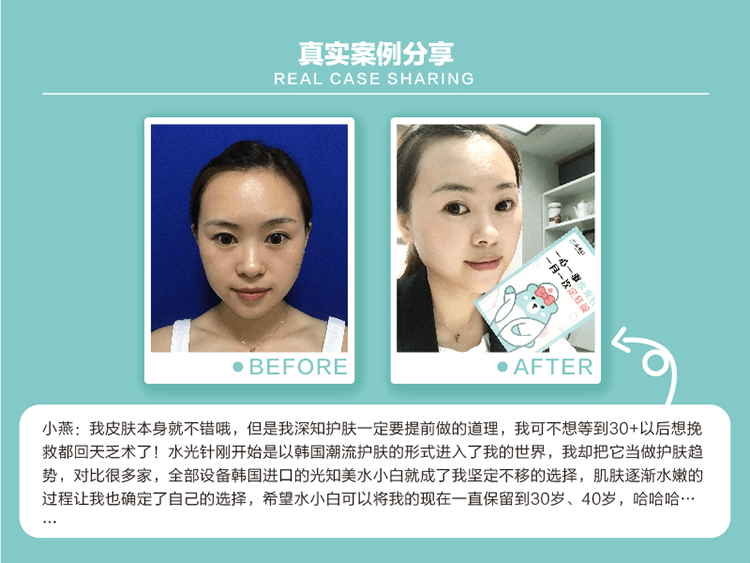 真实案例分享
REAL CASE SHARING
BEFORE
AFTER
一心一意
一月一次
小燕：我皮肤本身就不错哦，但是我深知护肤一定要提前做的道理，我可不想等到30+以后想挽
救都回天乏术了！水光针刚开始是以韩国潮流护肤的形式进入了我的世界，我却把它当做护肤趋
势，对比很多家，全部设备韩国进口的光知美水小白就成了我坚定不移的选择，肌肤逐渐水嫩的
过程让我也确定了自己的选择，希望水小白可以将我的现在一直保留到30岁、40岁，哈哈哈…
…